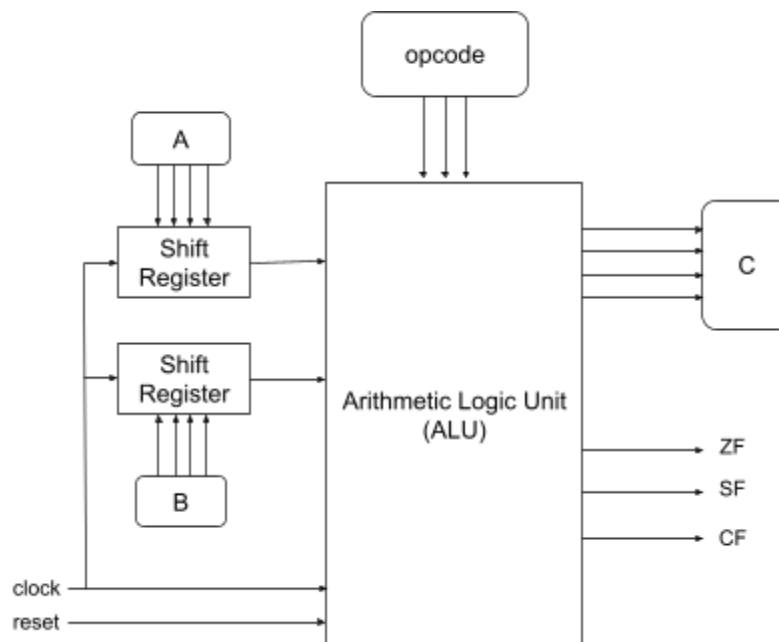 opcode
A
Shift
Register
C
Shift
Register
Arithmetic Logic Unit
(ALU)
ZF
B
SF
CF
clock
reset